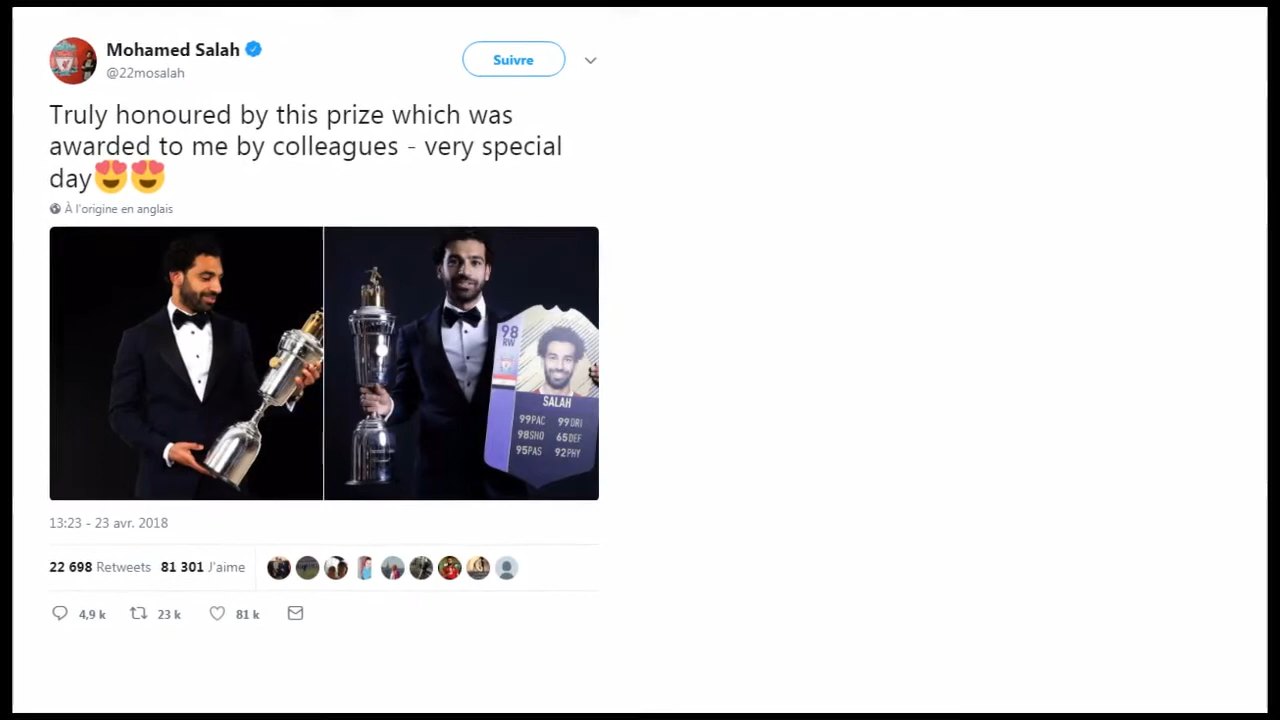 Mohamed Salah
@22mosalah
Suivre
Truly honoured by this prize which was
awarded to me by colleagues - very special
day😍😍
À l'origine en anglais
98
RW
SALAH
99PAC 99DRI
98SHO 65DEF
95PAS 92PHY
13:23 - 23 avr. 2018
22 698 Retweets 81 301 J'aime
4,9 k 23 k 81 k